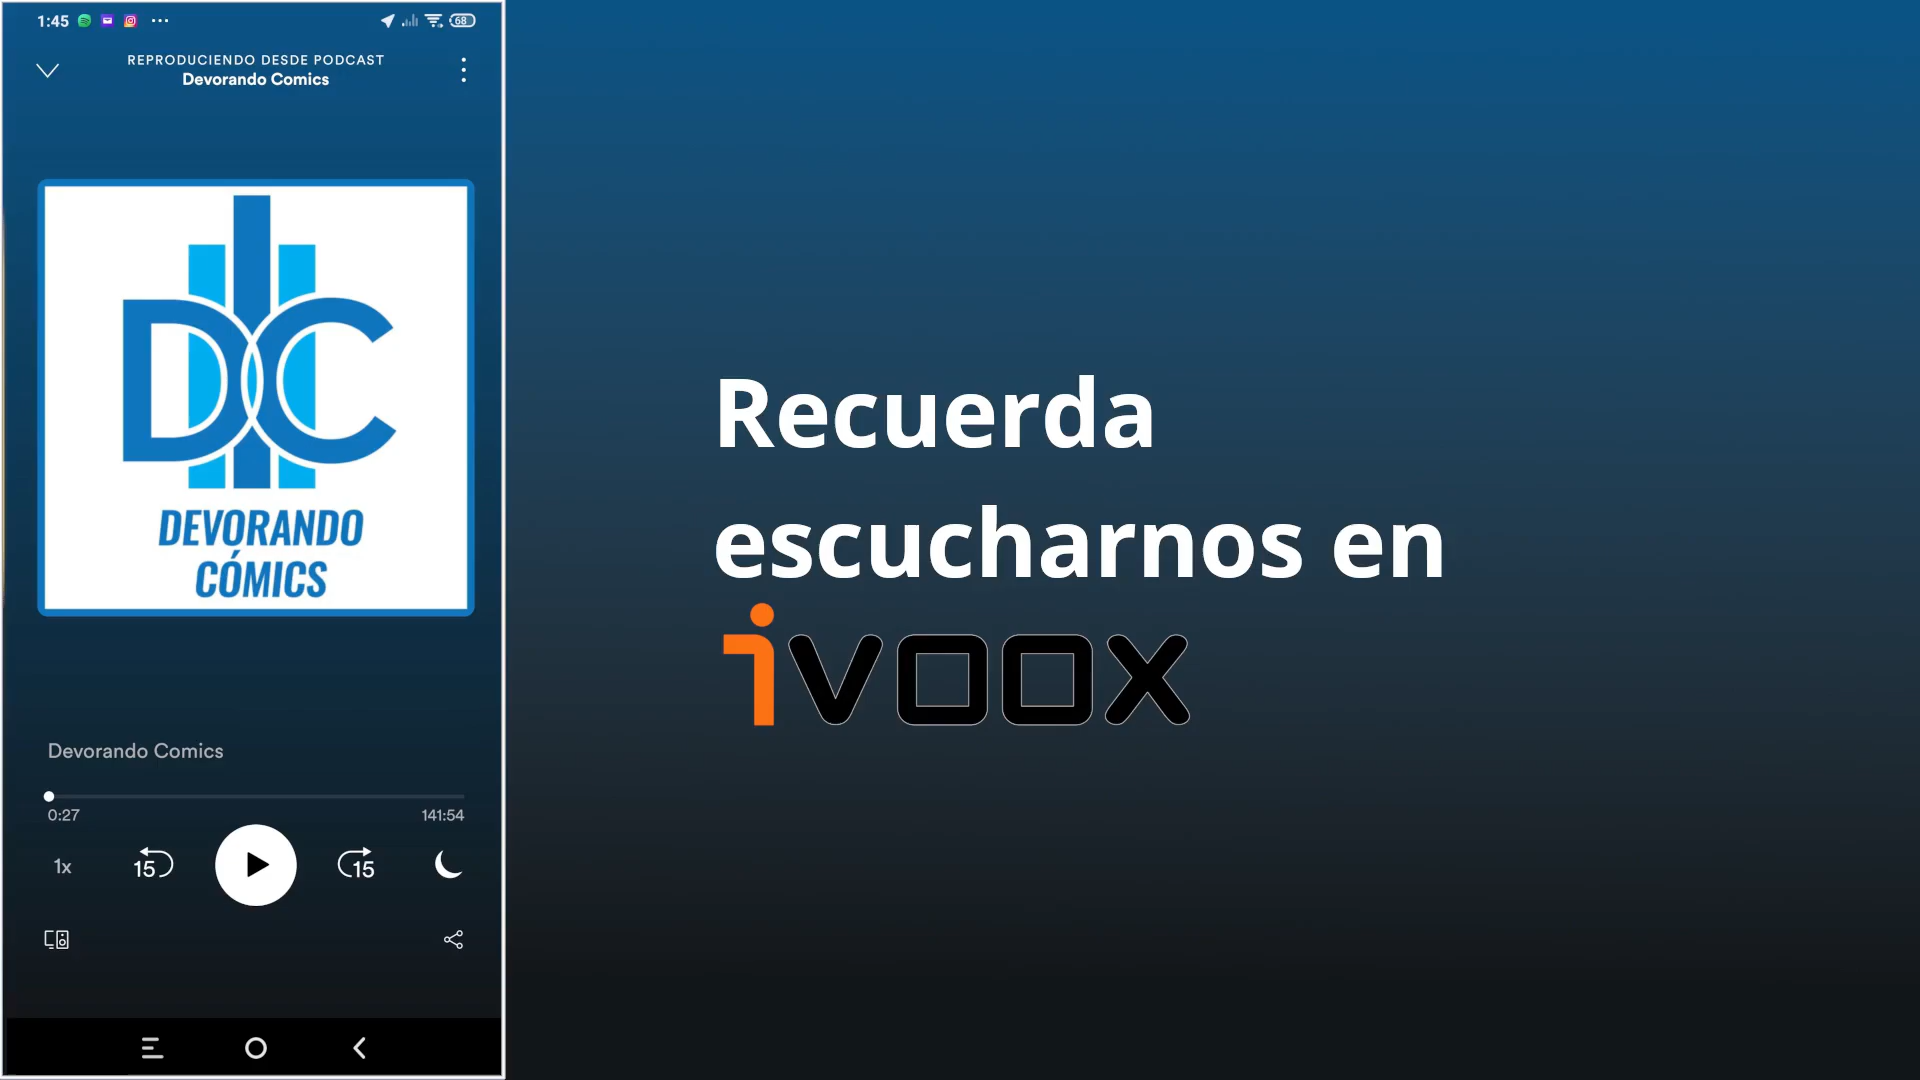 1:45
68
REPRODUCIENDO DESDE PODCAST
Devorando Comics
DC
DEVORANDO
CÓMICS
Devorando Comics
0:27
141:54
1x
15
15
Recuerda
escucharnos en
ivoox